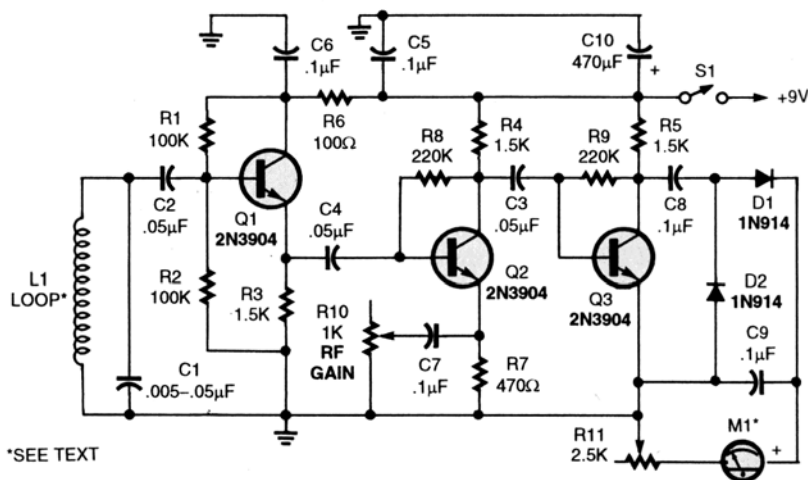 C6
.1µF
C5
.1µF
C10
470µF
+
S1
+9V
R1
100K
R6
100Ω
R8
220K
R4
1.5K
R9
220K
R5
1.5K
C2
.05µF
Q1
2N3904
C4
.05µF
C3
.05µF
C8
.1µF
D1
1N914
L1
LOOP*
R2
100K
R3
1.5K
R10
1K
RF
GAIN
Q2
2N3904
Q3
2N3904
D2
1N914
C1
.005–.05µF
C7
.1µF
R7
470Ω
C9
.1µF
*SEE TEXT
R11
2.5K
M1*
+